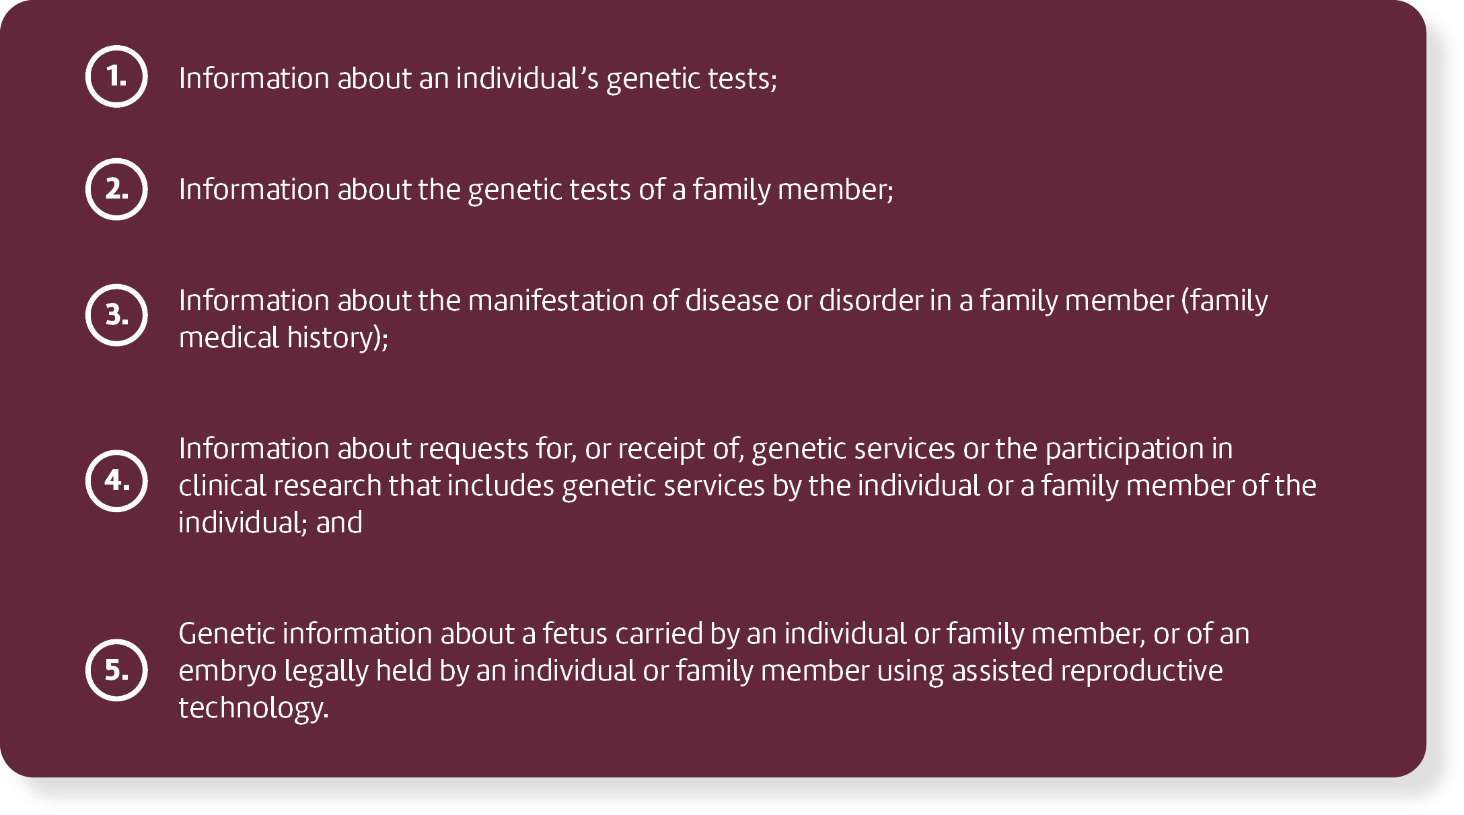 1. Information about an individual’s genetic tests;
2. Information about the genetic tests of a family member;
3. Information about the manifestation of disease or disorder in a family member (family
medical history);
4. Information about requests for, or receipt of, genetic services or the participation in
clinical research that includes genetic services by the individual or a family member of the
individual; and
5. Genetic information about a fetus carried by an individual or family member, or of an
embryo legally held by an individual or family member using assisted reproductive
technology.